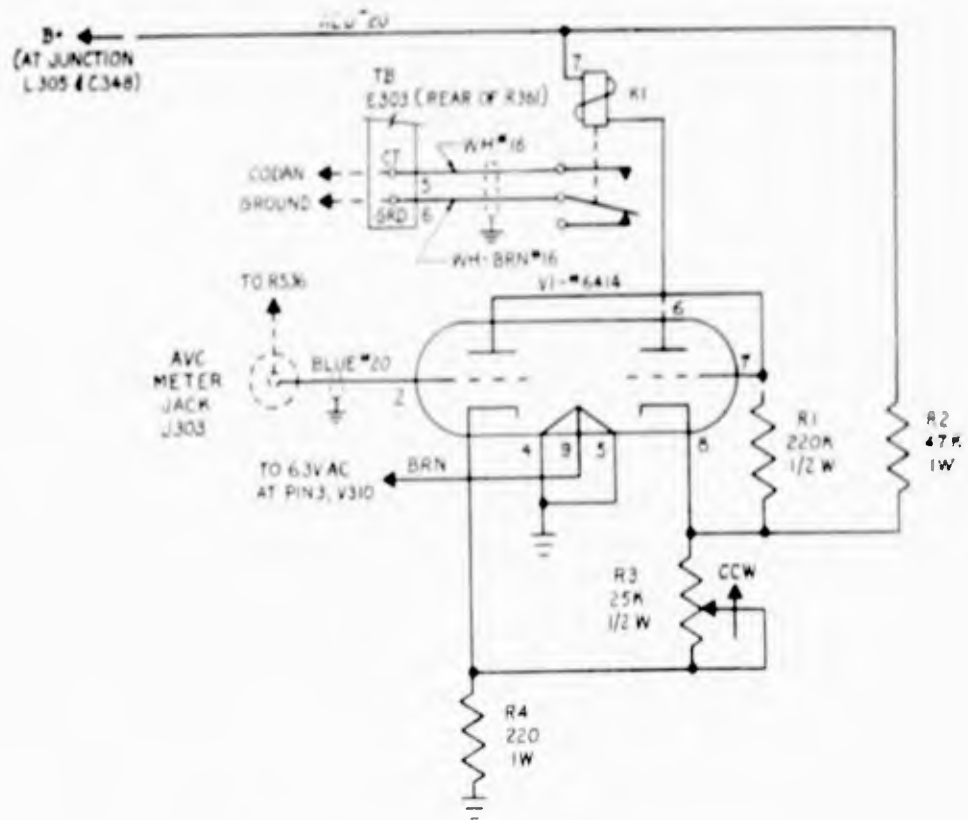 RED #20
B+
(AT JUNCTION
L305 & C348)
TB
E303 (REAR OF R361)
7
K1
WH #16
CT
CODAN
5
GROUND
GRD
6
WH-BRN #16
V1-#6414
TO R536
6
AVC
METER
JACK
J303
BLUE #20
2
7
4
9
5
8
R1
220K
1/2 W
R2
47K
1W
TO 6.3V AC
AT PIN 3, V310
BRN
R3
25K
1/2 W
CCW
R4
220
1W